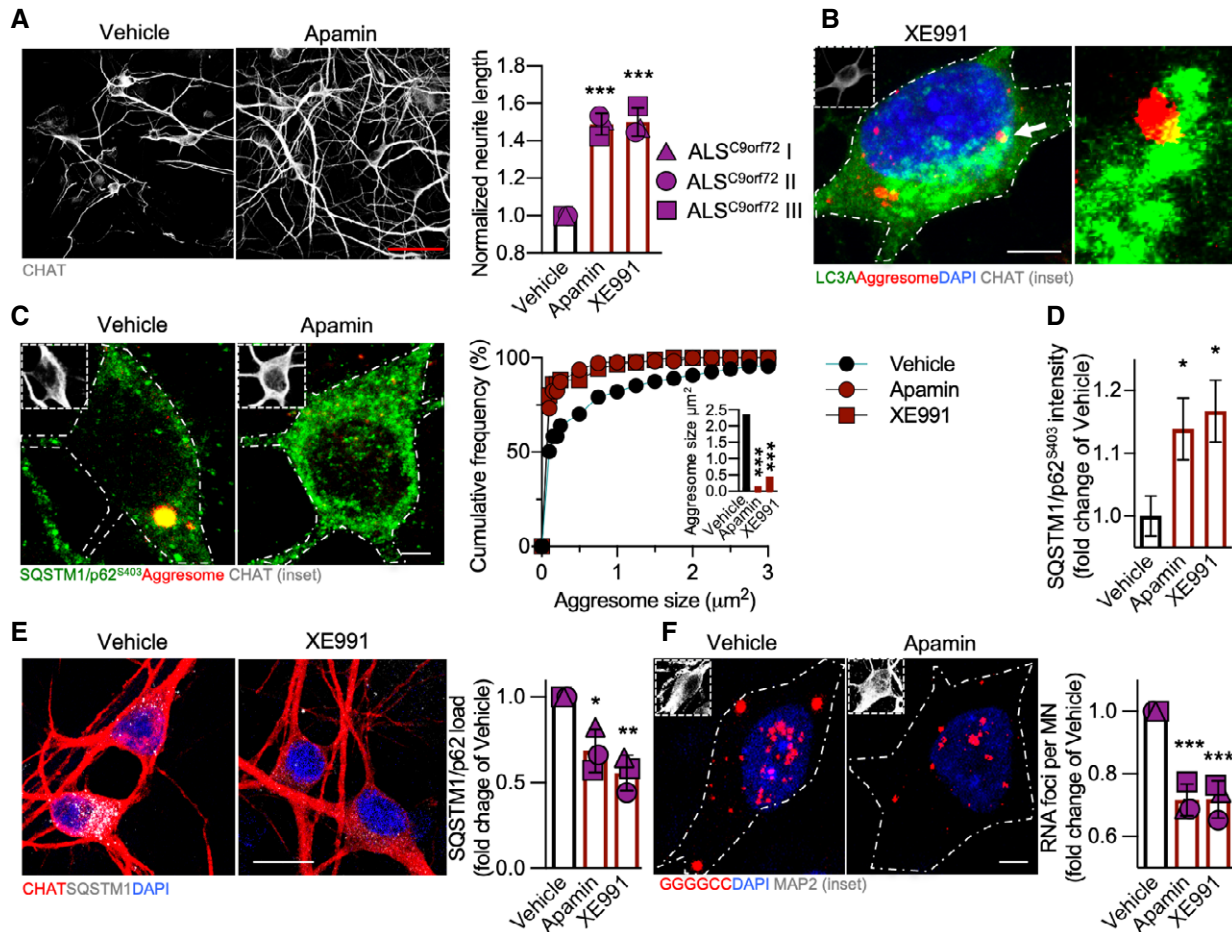 A
Vehicle
Apamin
CHAT
Normalized neurite length
1.8
1.6
1.4
1.2
1.0
0.8
Vehicle
Apamin
XE991
***
***
ALSC9orf72 I
ALSC9orf72 II
ALSC9orf72 III
B
XE991
LC3AAggresomeDAPI CHAT (inset)
C
Vehicle
Apamin
SQSTM1/p62S403Aggresome CHAT (inset)
Cumulative frequency (%)
100
50
0
0
1
2
3
Aggresome size (μm²)
Aggresome size μm²
2.5
2.0
1.5
1.0
0.5
0.0
Vehicle
Apamin
XE991
***
***
Vehicle
Apamin
XE991
D
SQSTM1/p62S403 intensity
(fold change of Vehicle)
1.2
1.1
1.0
*
*
Vehicle
Apamin
XE991
E
Vehicle
XE991
CHATSQSTM1DAPI
SQSTM1/p62 load
(fold chage of Vehicle)
1.0
0.5
0.0
*
**
Vehicle
Apamin
XE991
F
Vehicle
Apamin
GGGGCCDAPI MAP2 (inset)
RNA foci per MN
(fold change of Vehicle)
1.0
0.8
0.6
***
***
Vehicle
Apamin
XE991